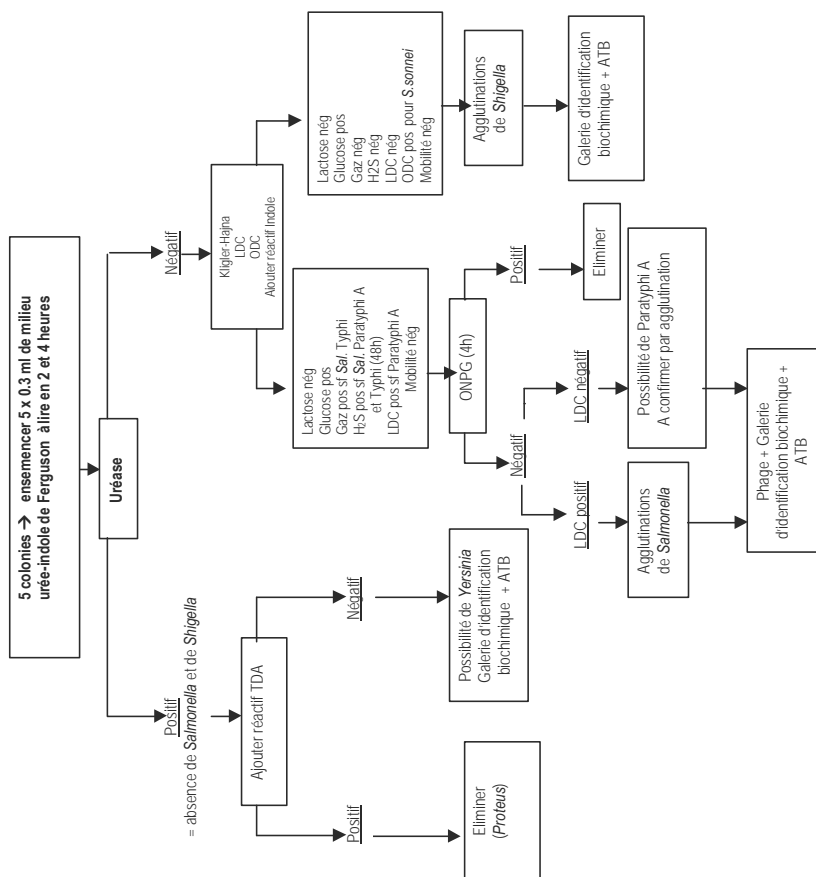 5 colonies → ensemencer 5 x 0.3 ml de milieu
urée-indole de Ferguson à lire en 2 et 4 heures
Uréase
Positif
= absence de Salmonella et de Shigella
Ajouter réactif TDA
Positif
Eliminer
(Proteus)
Négatif
Possibilité de Yersinia
Galerie d'identification
biochimique + ATB
Négatif
Kligler-Hajna
LDC
ODC
Ajouter réactif Indole
Lactose nég
Glucose pos
Gaz pos sf Sal. Typhi
H2S pos sf Sal. Paratyphi A
et Typhi (48h)
LDC pos sf Paratyphi A
Mobilité nég
ONPG (4h)
Négatif
LDC positif
Agglutinations
de Salmonella
LDC négatif
Possibilité de Paratyphi A
A confirmer par agglutination
Phage + Galerie
d'identification biochimique +
ATB
Positif
Eliminer
Lactose nég
Glucose pos
Gaz nég
H2S nég
LDC nég
ODC pos pour S.sonnei
Mobilité nég
Agglutinations
de Shigella
Galerie d'identification
biochimique + ATB